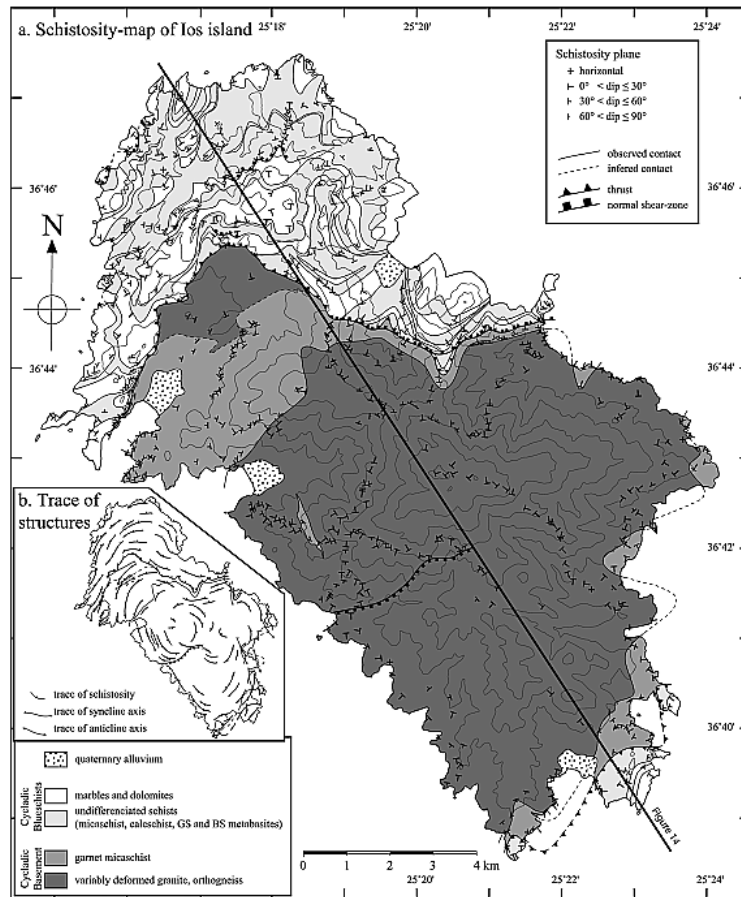 a. Schistosity-map of Ios island
25°18'
25°20'
25°22'
25°24'
Schistosity plane
horizontal
0° < dip ≤ 30°
30° < dip ≤ 60°
60° < dip ≤ 90°
observed contact
infered contact
thrust
normal shear-zone
36°46'
36°46'
N
36°44'
36°44'
36°42'
36°42'
36°40'
36°40'
b. Trace of
structures
trace of schistosity
trace of syncline axis
trace of anticline axis
quaternary alluvium
Cycladic
Blueschists
marbles and dolomites
undifferenciated schists
(micaschist, calcschist, GS and BS metabasites)
Cycladic
Basement
garnet micaschist
variably deformed granite, orthogneiss
0 1 2 3 4 km
Figure 14
25°20'
25°22'
25°24'